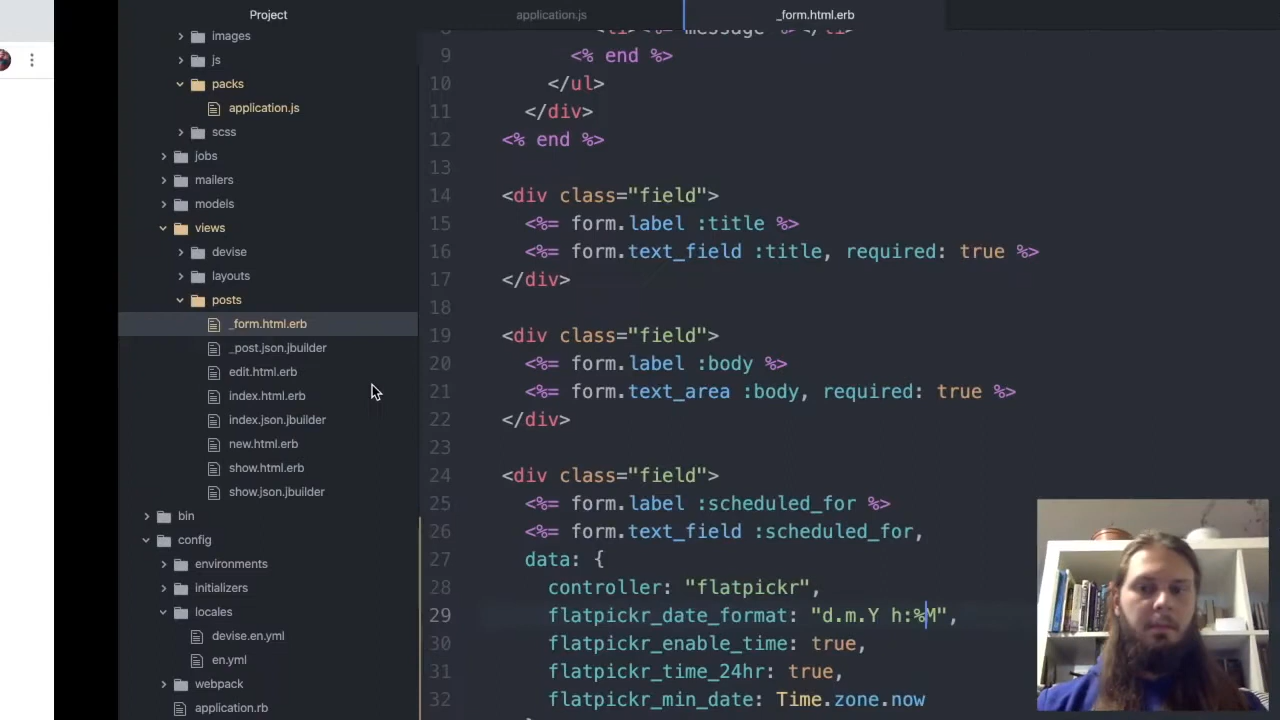 Project
application.js
_form.html.erb
images
js
packs
application.js
scss
jobs
mailers
models
views
devise
layouts
posts
_form.html.erb
_post.json.jbuilder
edit.html.erb
index.html.erb
index.json.jbuilder
new.html.erb
show.html.erb
show.json.jbuilder
bin
config
environments
initializers
locales
devise.en.yml
en.yml
webpack
application.rb
9 <% end %>
10 </ul>
11 </div>
12 <% end %>
13
14 <div class="field">
15 <%= form.label :title %>
16 <%= form.text_field :title, required: true %>
17 </div>
18
19 <div class="field">
20 <%= form.label :body %>
21 <%= form.text_area :body, required: true %>
22 </div>
23
24 <div class="field">
25 <%= form.label :scheduled_for %>
26 <%= form.text_field :scheduled_for,
27 data: {
28 controller: "flatpickr",
29 flatpickr_date_format: "d.m.Y h:%M",
30 flatpickr_enable_time: true,
31 flatpickr_time_24hr: true,
32 flatpickr_min_date: Time.zone.now